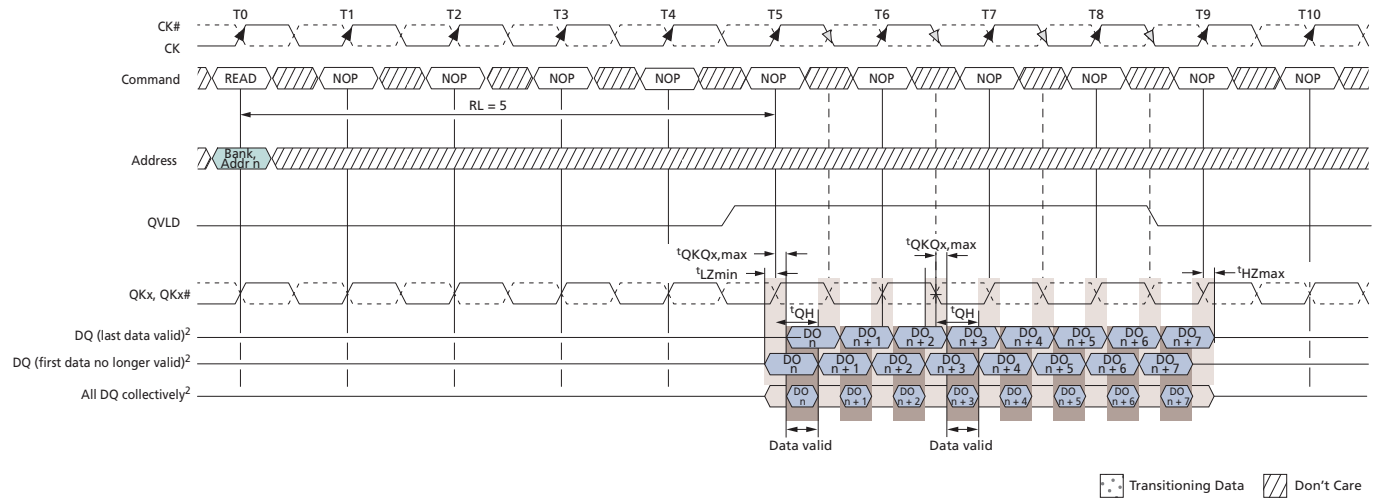 T0 T1 T2 T3 T4 T5 T6 T7 T8 T9 T10
CK#
CK
Command READ NOP NOP NOP NOP NOP NOP NOP NOP NOP NOP
RL = 5
Address Bank, Addr n
QVLD
tQKQx,max tQKQx,max
tLZmin tHZmax
QKx, QKx#
tQH tQH
DQ (last data valid)2 DO n DO n + 1 DO n + 2 DO n + 3 DO n + 4 DO n + 5 DO n + 6 DO n + 7
DQ (first data no longer valid)2 DO n DO n + 1 DO n + 2 DO n + 3 DO n + 4 DO n + 5 DO n + 6 DO n + 7
All DQ collectively2 DO n DO n + 1 DO n + 2 DO n + 3 DO n + 4 DO n + 5 DO n + 6 DO n + 7
Data valid Data valid
Transitioning Data Don't Care